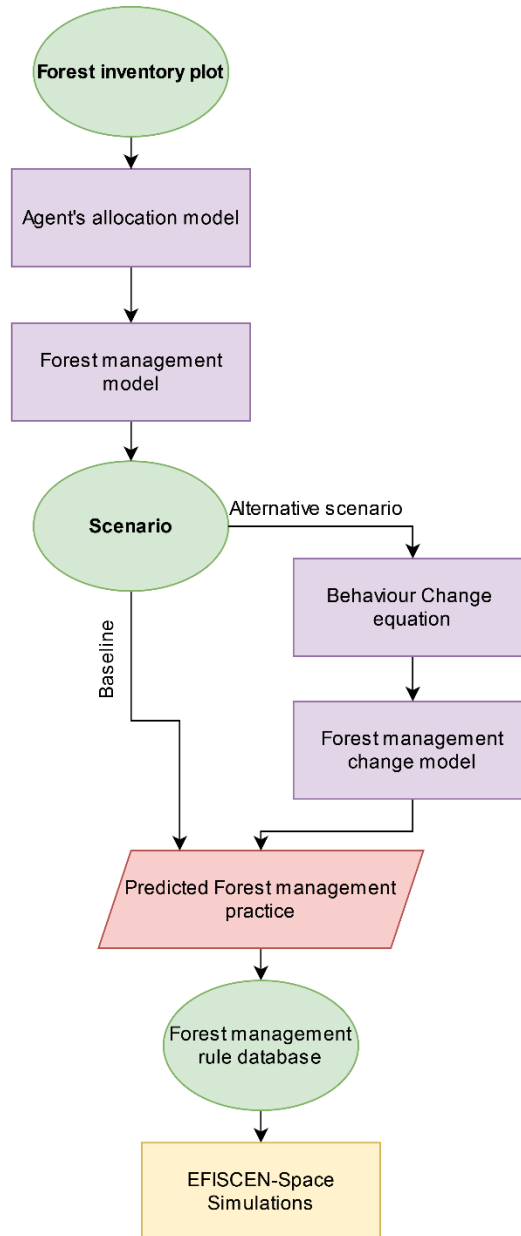 Forest inventory plot
Agent's allocation model
Forest management
model
Scenario
Alternative scenario
Baseline
Behaviour Change
equation
Forest management
change model
Predicted Forest management
practice
Forest management
rule database
EFISCEN-Space
Simulations